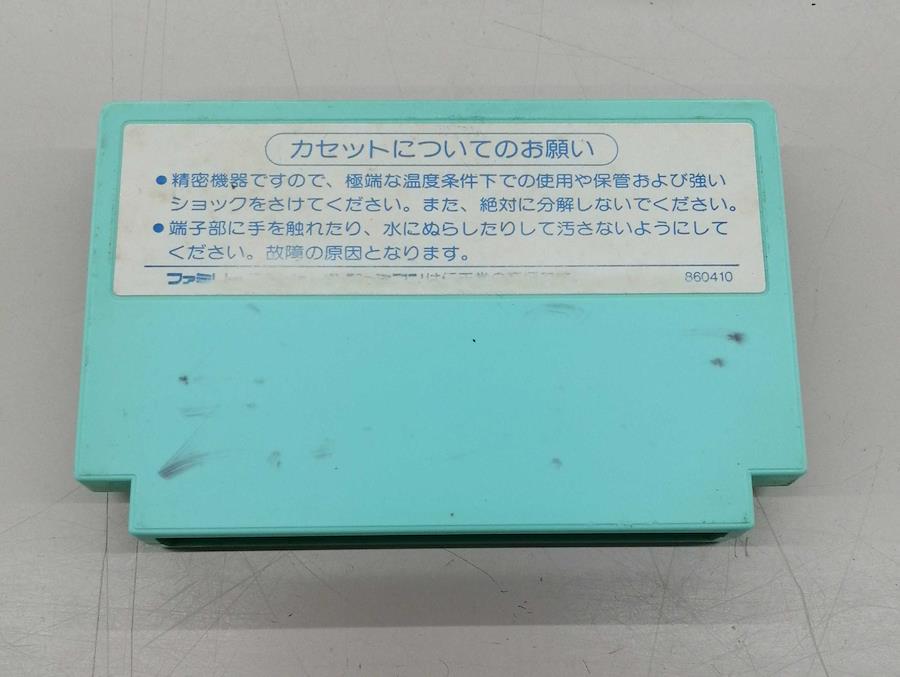 カセットについてのお願い
●精密機器ですので、極端な温度条件下での使用や保管および強い
ショックをさけてください。また、絶対に分解しないでください。
●端子部に手を触れたり、水にぬらしたりして汚さないようにして
ください。故障の原因となります。
ファミ 860410